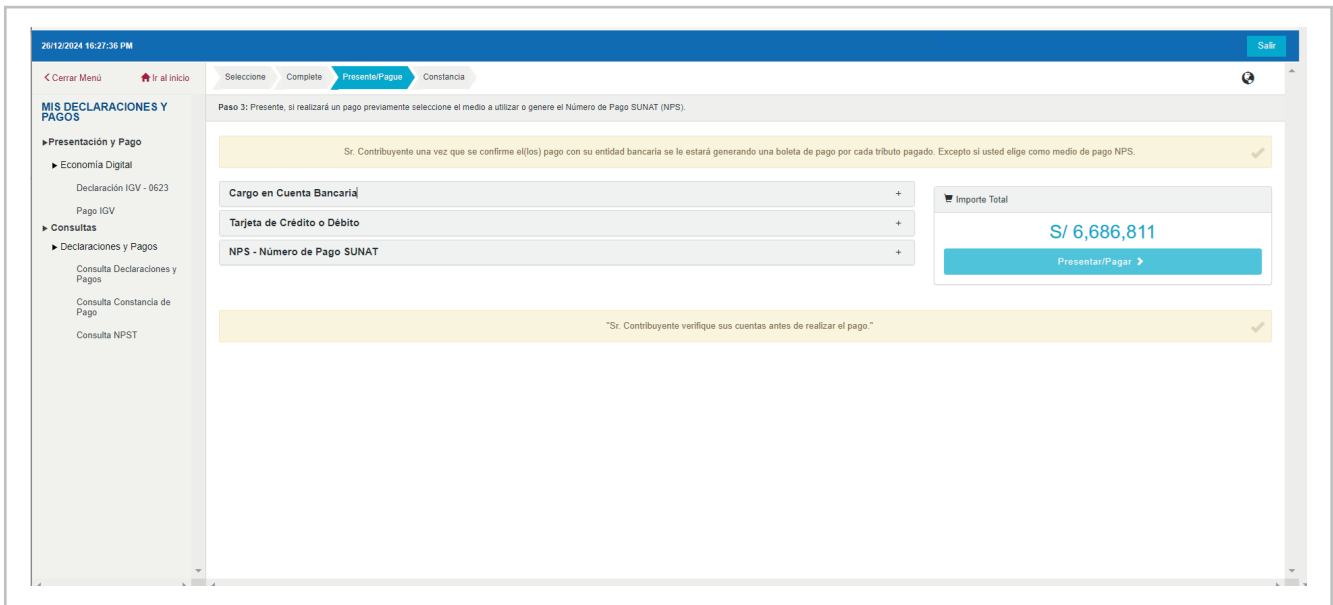 26/12/2024 16:27:36 PM
Salir
Cerrar Menú
Ir al inicio
Seleccione
Complete
Presente/Pague
Constancia
MIS DECLARACIONES Y
PAGOS
Paso 3: Presente, si realizará un pago previamente seleccione el medio a utilizar o genere el Número de Pago SUNAT (NPS).
Presentación y Pago
Economía Digital
Declaración IGV - 0623
Pago IGV
Consultas
Declaraciones y Pagos
Consulta Declaraciones y
Pagos
Consulta Constancia de
Pago
Consulta NPST
Sr. Contribuyente una vez que se confirme el(los) pago con su entidad bancaria se le estará generando una boleta de pago por cada tributo pagado. Excepto si usted elige como medio de pago NPS.
Cargo en Cuenta Bancaria +
Tarjeta de Crédito o Débito +
NPS - Número de Pago SUNAT +
Importe Total
S/ 6,686,811
Presentar/Pagar
"Sr. Contribuyente verifique sus cuentas antes de realizar el pago."